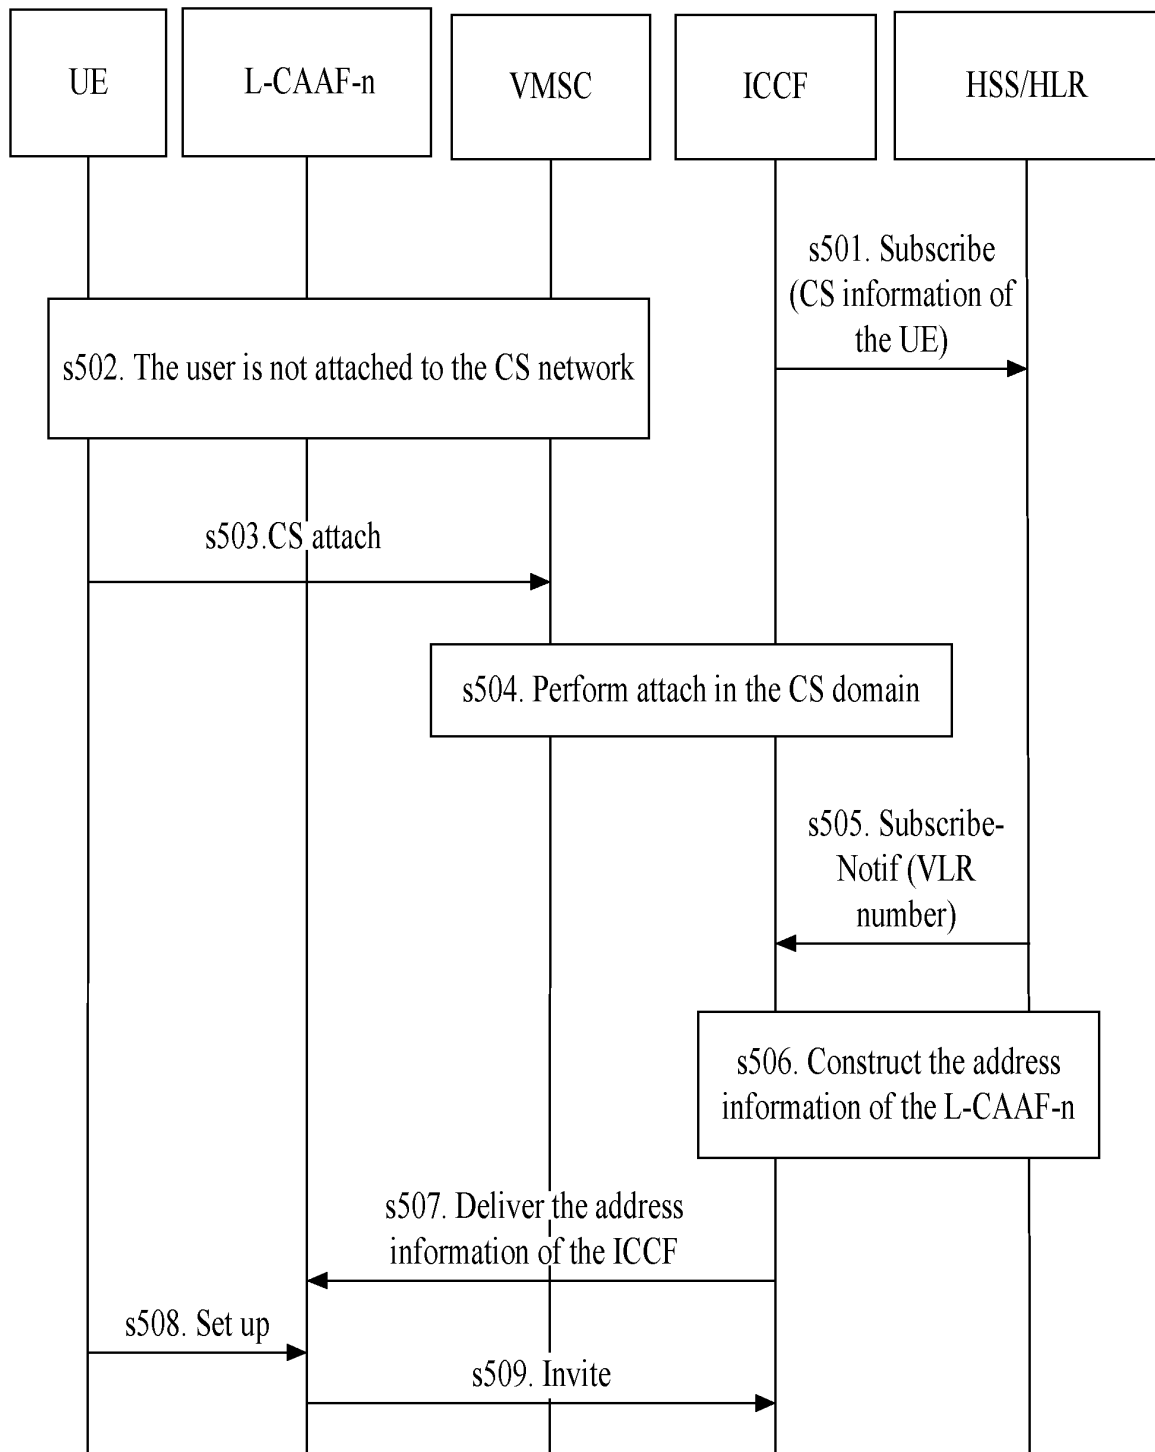 UE
L-CAAF-n
VMSC
ICCF
HSS/HLR
s501. Subscribe
(CS information of
the UE)
s502. The user is not attached to the CS network
s503.CS attach
s504. Perform attach in the CS domain
s505. Subscribe-
Notif (VLR
number)
s506. Construct the address
information of the L-CAAF-n
s507. Deliver the address
information of the ICCF
s508. Set up
s509. Invite